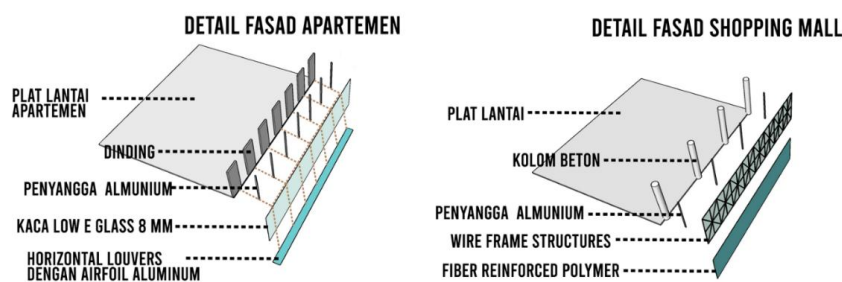 DETAIL FASAD APARTEMEN
PLAT LANTAI
APARTEMEN
DINDING
PENYANGGA ALMUNIUM
KACA LOW E GLASS 8 MM
HORIZONTAL LOUVERS
DENGAN AIRFOIL ALUMINUM
DETAIL FASAD SHOPPING MALL
PLAT LANTAI
KOLOM BETON
PENYANGGA ALMUNIUM
WIRE FRAME STRUCTURES
FIBER REINFORCED POLYMER